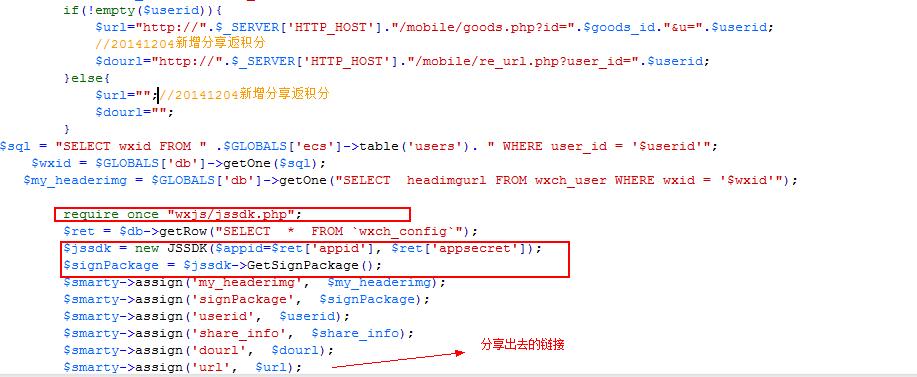 if(!empty($userid)){
$url="http://".$_SERVER['HTTP_HOST']."/mobile/goods.php?id=".$goods_id."&u=".$userid;
//20141204新增分享返积分
$dourl="http://".$_SERVER['HTTP_HOST']."/mobile/re_url.php?user_id=".$userid;
}else{
$url="";//20141204新增分享返积分
$dourl="";
}
$sql = "SELECT wxid FROM " .$GLOBALS['ecs']->table('users'). " WHERE user_id = '$userid'";
$wxid = $GLOBALS['db']->getOne($sql);
$my_headerimg = $GLOBALS['db']->getOne("SELECT  headimgurl FROM wxch_user WHERE wxid = '$wxid'");
require_once "wxjs/jssdk.php";
$ret = $db->getRow("SELECT  *  FROM `wxch_config`");
$jssdk = new JSSDK($appid=$ret['appid'], $ret['appsecret']);
$signPackage = $jssdk->GetSignPackage();
$smarty->assign('my_headerimg',  $my_headerimg);
$smarty->assign('signPackage',  $signPackage);
$smarty->assign('userid',  $userid);
$smarty->assign('share_info',  $share_info);
$smarty->assign('dourl',  $dourl);
分享出去的链接
$smarty->assign('url',  $url);